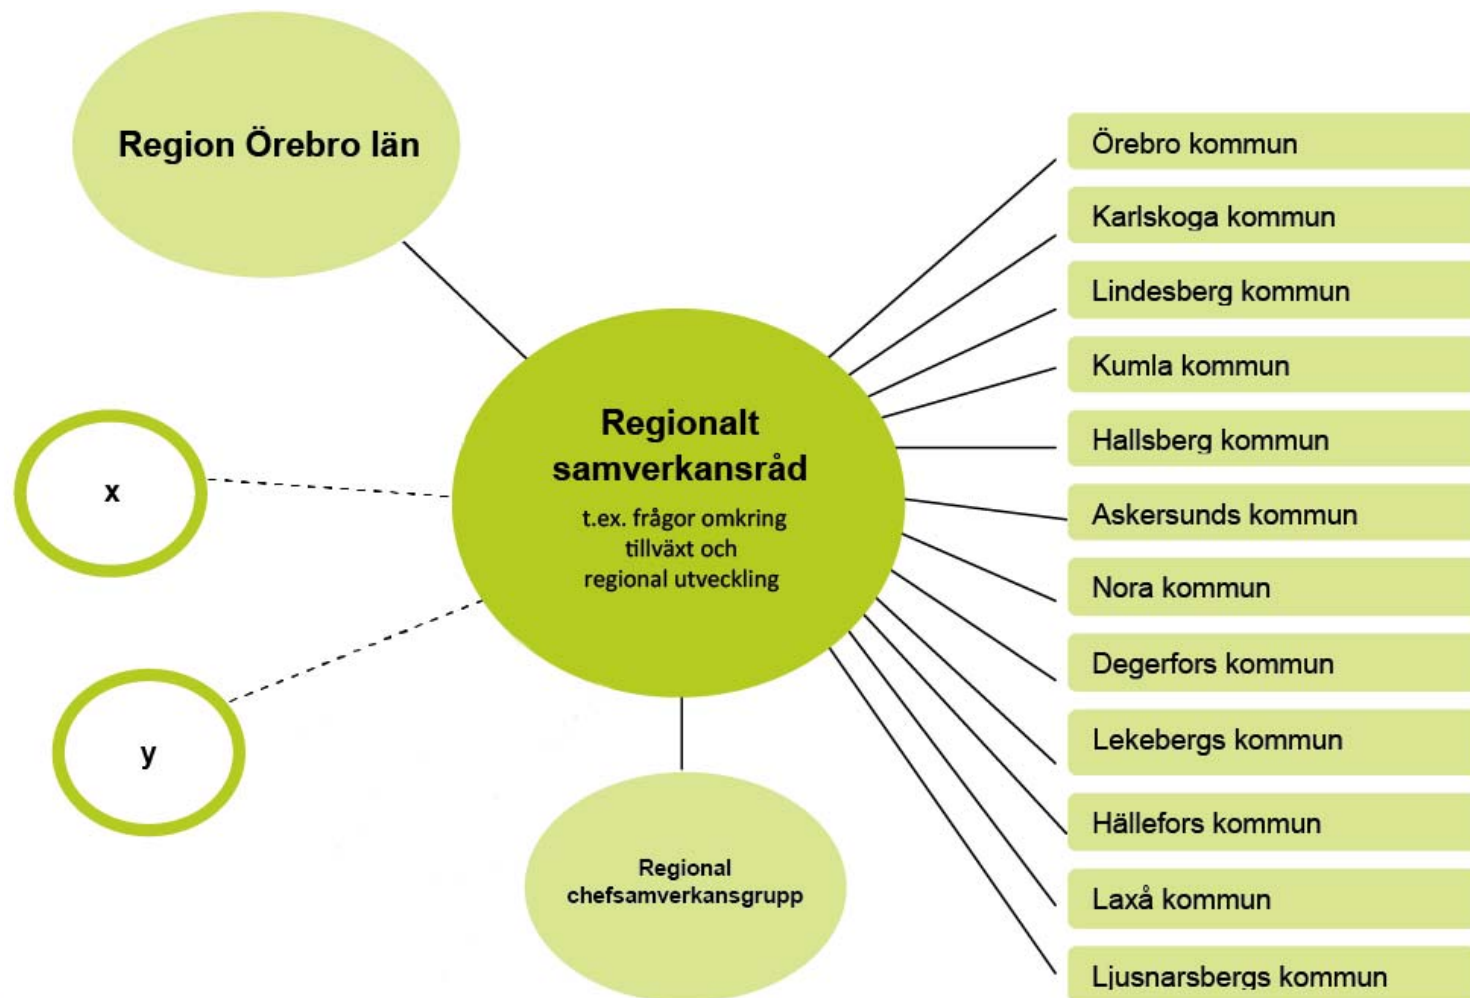 Region Örebro län
Örebro kommun
Karlskoga kommun
Lindesberg kommun
Kumla kommun
Hallsberg kommun
Askersunds kommun
Nora kommun
Degerfors kommun
Lekebergs kommun
Hällefors kommun
Laxå kommun
Ljusnarsbergs kommun
Regionalt
samverkansråd
t.ex. frågor omkring
tillväxt och
regional utveckling
x
y
Regional
chefsamverkansgrupp